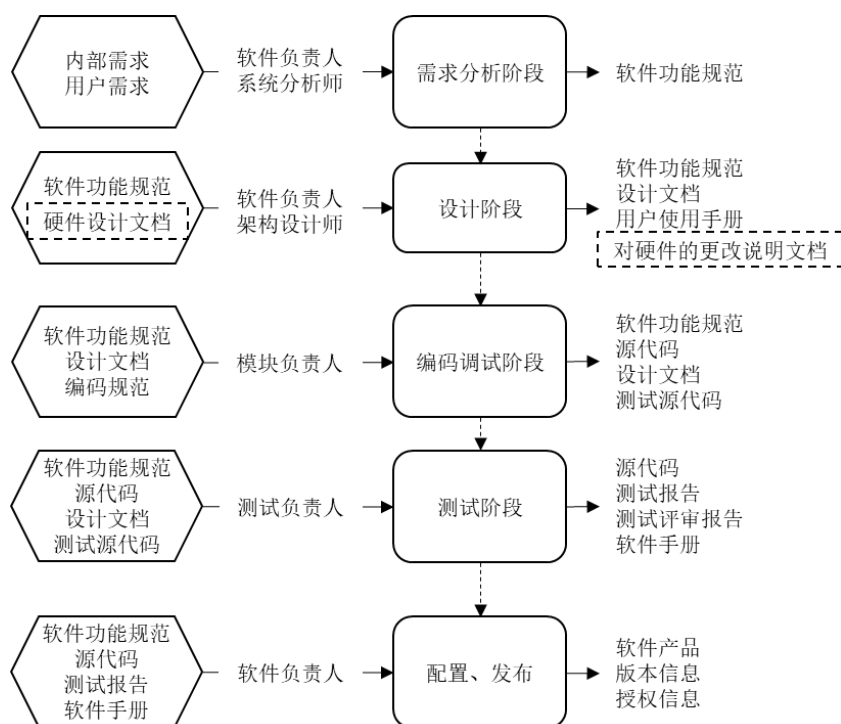 内部需求
用户需求
软件负责人
系统分析师
需求分析阶段
软件功能规范
软件功能规范
硬件设计文档
软件负责人
架构设计师
设计阶段
软件功能规范
设计文档
用户使用手册
对硬件的更改说明文档
软件功能规范
设计文档
编码规范
模块负责人
编码调试阶段
软件功能规范
源代码
设计文档
测试源代码
软件功能规范
源代码
设计文档
测试源代码
测试负责人
测试阶段
源代码
测试报告
测试评审报告
软件手册
软件功能规范
源代码
测试报告
软件手册
软件负责人
配置、发布
软件产品
版本信息
授权信息